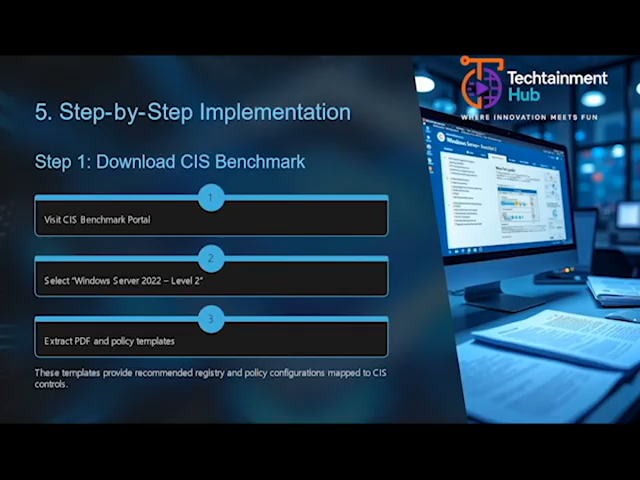 Techtainment
Hub
WHERE INNOVATION MEETS FUN
5. Step-by-Step Implementation
Step 1: Download CIS Benchmark
1
Visit CIS Benchmark Portal
2
Select “Windows Server 2022 – Level 2”
3
Extract PDF and policy templates
These templates provide recommended registry and policy configurations mapped to CIS
controls.